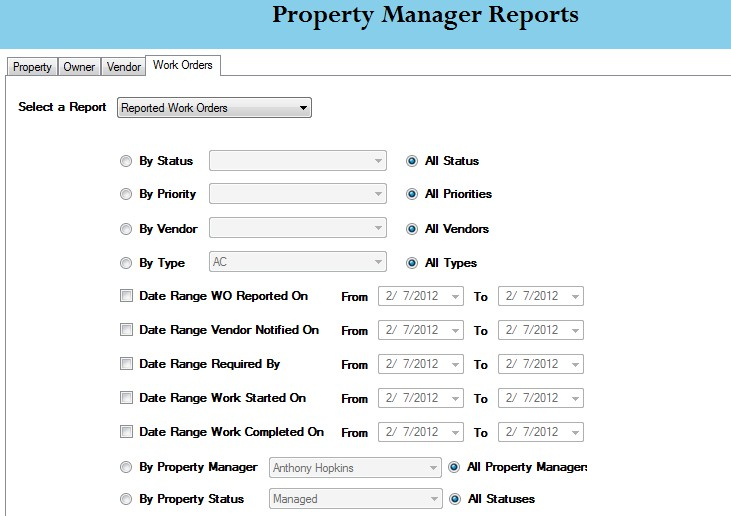 Property Manager Reports
Property Owner Vendor Work Orders
Select a Report Reported Work Orders
By Status All Status
By Priority All Priorities
By Vendor All Vendors
By Type AC All Types
Date Range WO Reported On From 2/ 7/2012 To 2/ 7/2012
Date Range Vendor Notified On From 2/ 7/2012 To 2/ 7/2012
Date Range Required By From 2/ 7/2012 To 2/ 7/2012
Date Range Work Started On From 2/ 7/2012 To 2/ 7/2012
Date Range Work Completed On From 2/ 7/2012 To 2/ 7/2012
By Property Manager Anthony Hopkins All Property Managers
By Property Status Managed All Statuses